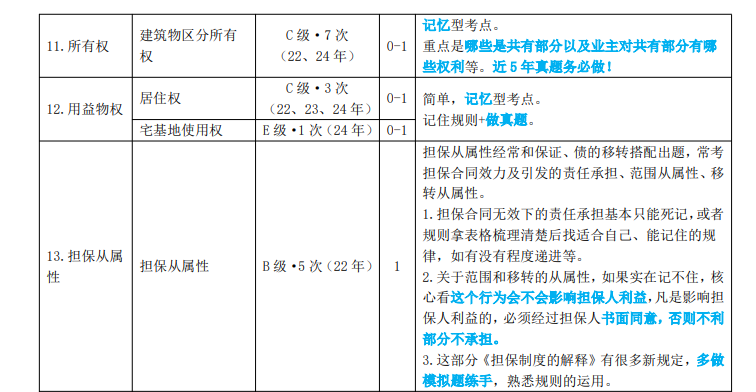 11.所有权
建筑物区分所有
权
C 级·7 次
（22、24 年）
0-1
记忆型考点。
重点是哪些是共有部分以及业主对共有部分有哪
些权利等。近 5 年真题务必做！
12.用益物权
居住权
C 级·3 次
（22、23、24 年）
0-1
简单，记忆型考点。
记住规则+做真题。
宅基地使用权
E 级·1 次（24 年）
0-1
13.担保从属
性
担保从属性
B 级·5 次（22 年）
1
担保从属性经常和保证、债的移转搭配出题，常考
担保合同效力及引发的责任承担、范围从属性、移
转从属性。
1.担保合同无效下的责任承担基本只能死记，或者
规则拿表格梳理清楚后找适合自己、能记住的规
律，如有没有程度递进等。
2.关于范围和移转的从属性，如果实在记不住，核
心看这个行为会不会影响担保人利益，凡是影响担
保人利益的，必须经过担保人书面同意，否则不利
部分不承担。
3.这部分《担保制度的解释》有很多新规定，多做
模拟题练手，熟悉规则的运用。